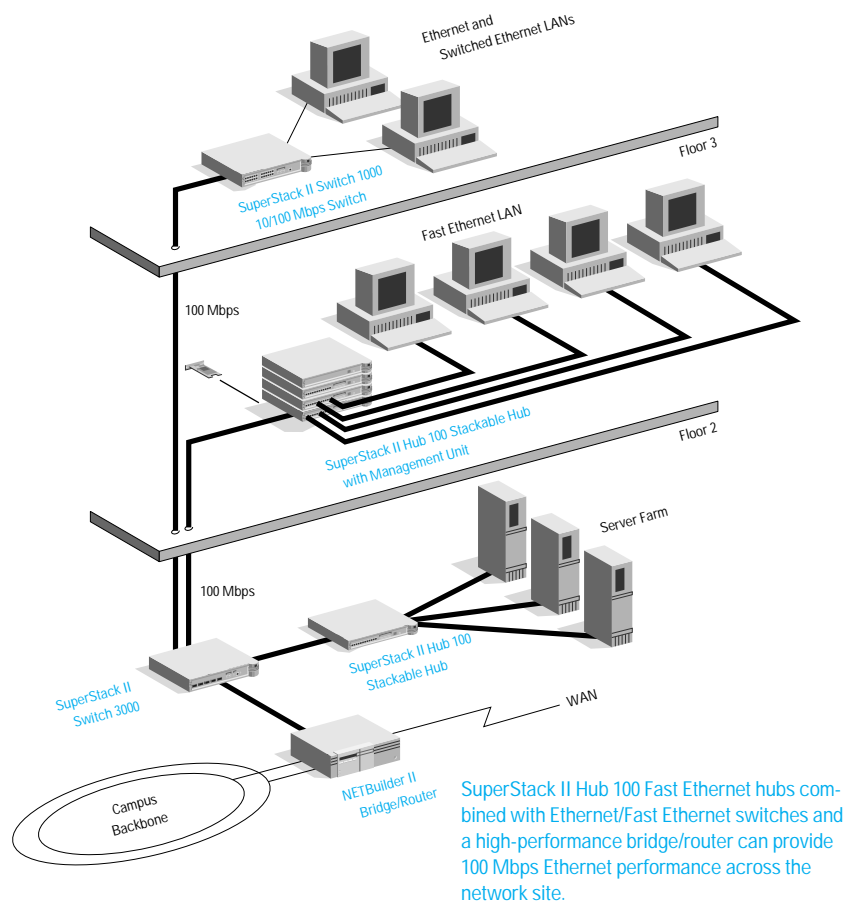 Ethernet and
Switched Ethernet LANs
Floor 3
SuperStack II Switch 1000
10/100 Mbps Switch
Fast Ethernet LAN
100 Mbps
SuperStack II Hub 100 Stackable Hub
with Management Unit
Floor 2
Server Farm
100 Mbps
SuperStack II Hub 100
Stackable Hub
SuperStack II
Switch 3000
WAN
NETBuilder II
Bridge/Router
Campus
Backbone
SuperStack II Hub 100 Fast Ethernet hubs com-
bined with Ethernet/Fast Ethernet switches and
a high-performance bridge/router can provide
100 Mbps Ethernet performance across the
network site.